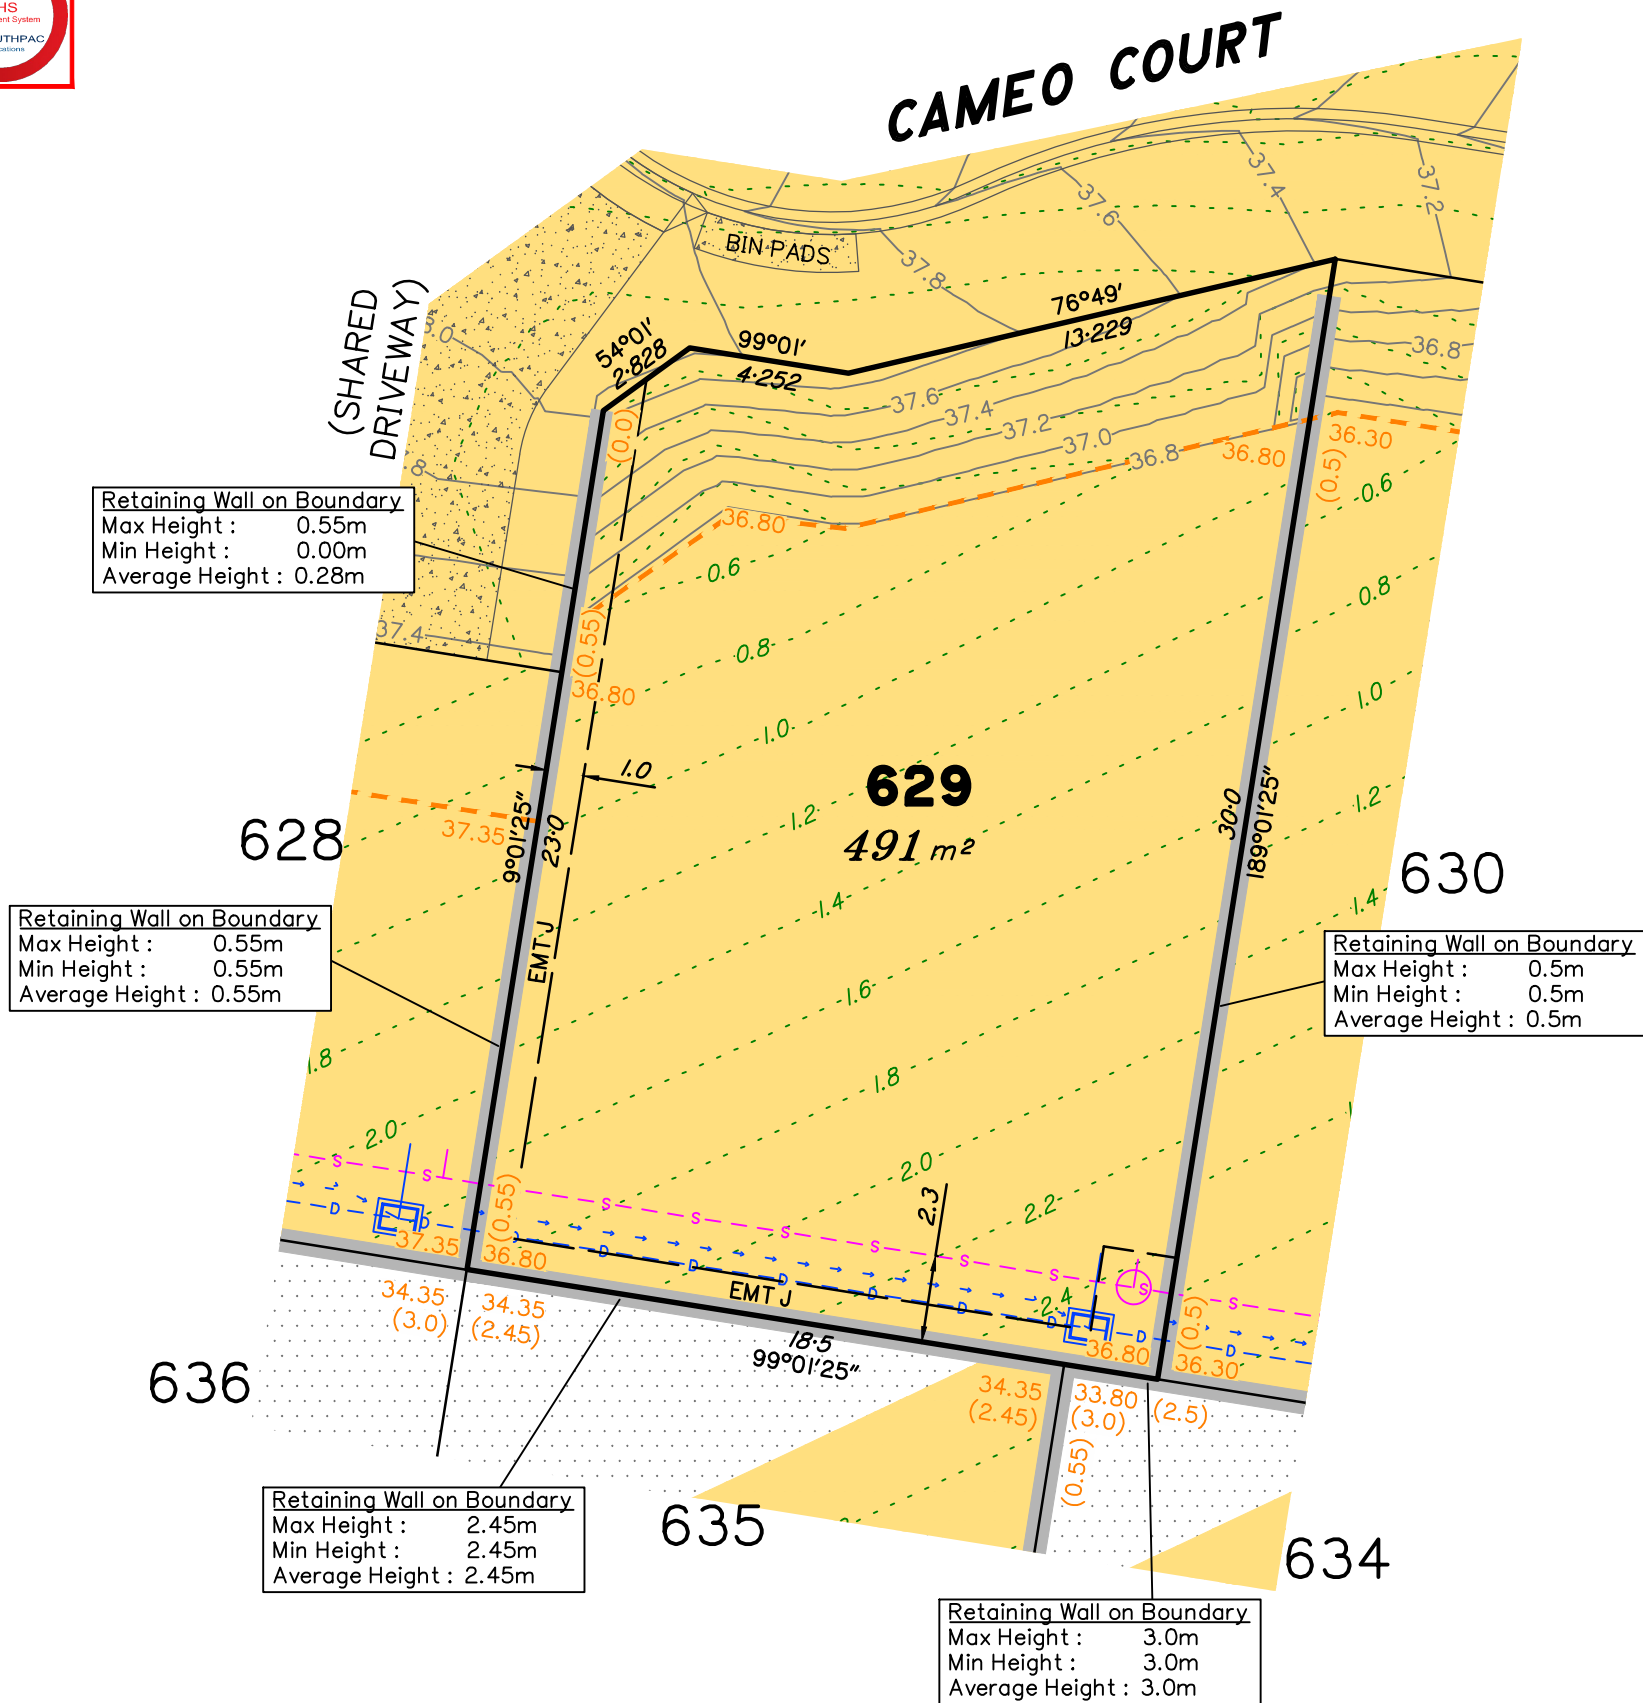 HS
ent System
UTHPAC
ications
CAMEO COURT
(SHARED
DRIVEWAY)
BIN PADS
37.8
37.6
37.4
37.2
54°01'
2·828
99°01'
4·252
76°49'
13·229
37.4
37.6
37.4
37.2
37.0
36.8
36.8
(0.0)
36.80
36.80
36.30
(0.5)
(0.55)
36.80
Retaining Wall on Boundary
Max Height : 0.55m
Min Height : 0.00m
Average Height : 0.28m
0.6
0.8
1.0
1.2
1.4
1.6
1.8
2.0
2.2
2.4
0.6
0.8
1.0
1.2
1.4
1.8
2.0
1.0
629
491 m²
628
630
37.35
9°01'25"
23·0
EMT J
30·0
189°01'25"
Retaining Wall on Boundary
Max Height : 0.55m
Min Height : 0.55m
Average Height : 0.55m
Retaining Wall on Boundary
Max Height : 0.5m
Min Height : 0.5m
Average Height : 0.5m
S S S S S S S S S S
D D D D D D D D D D
2.3
(0.55)
37.35
36.80
EMT J
36.80
(0.5)
36.30
34.35
(3.0)
34.35
(2.45)
18·5
99°01'25"
34.35
(2.45)
33.80
(3.0)
(2.5)
(0.55)
636
635
634
Retaining Wall on Boundary
Max Height : 2.45m
Min Height : 2.45m
Average Height : 2.45m
Retaining Wall on Boundary
Max Height : 3.0m
Min Height : 3.0m
Average Height : 3.0m